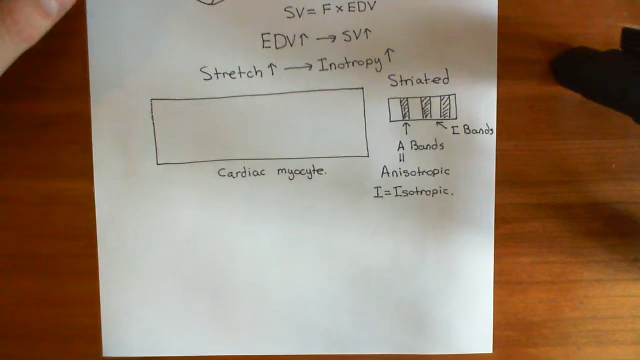 SV = F × EDV
EDV↑ → SV↑
Stretch ↑ → Inotropy ↑
Striated
I Bands
A Bands
=
Anisotropic
I = Isotropic.
Cardiac myocyte.